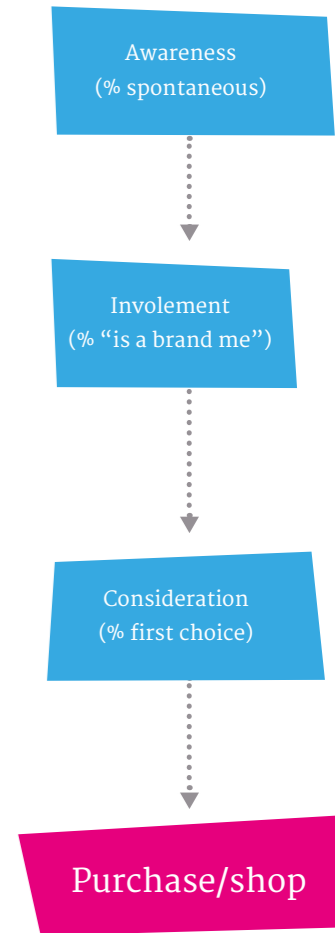 Awareness
(% spontaneous)
Involement
(% “is a brand me”)
Consideration
(% first choice)
Purchase/shop